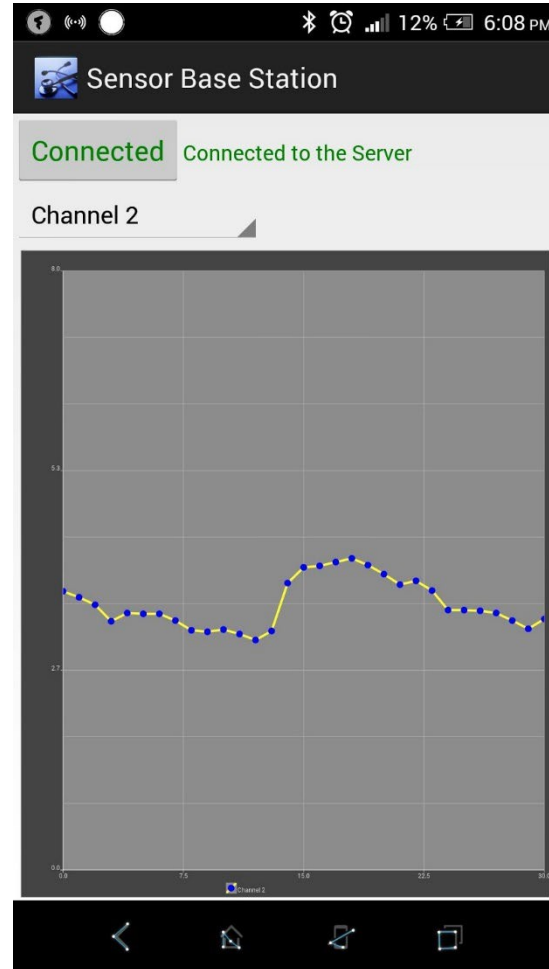 12% 6:08 PM
Sensor Base Station
Connected Connected to the Server
Channel 2
8.0
5.3
2.7
0.0
0.0 7.5 15.0 22.5 30.0
Channel 2